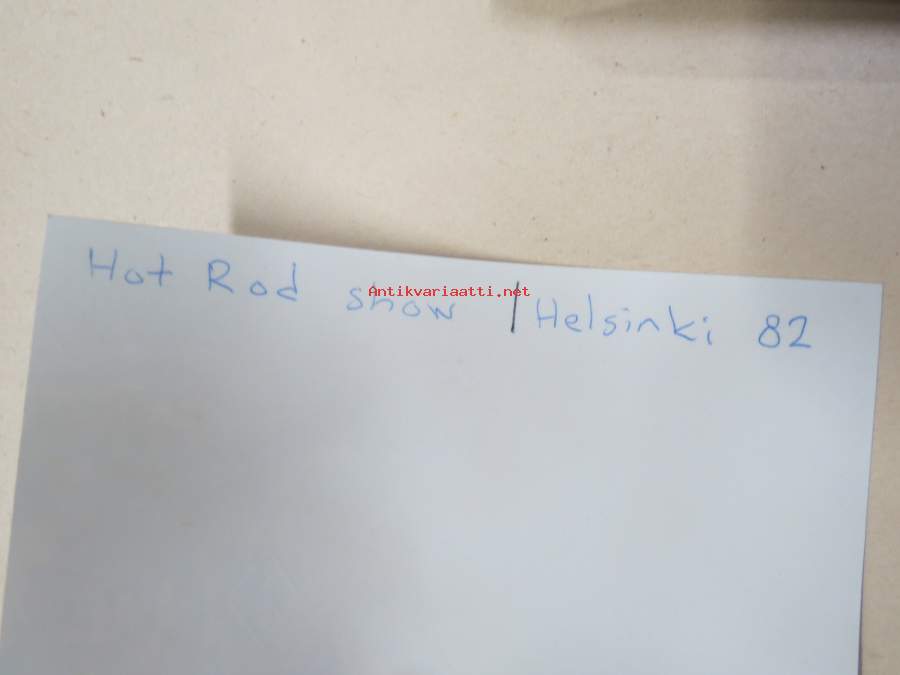 Hot Rod show | Helsinki 82
Antikvariaatti.net